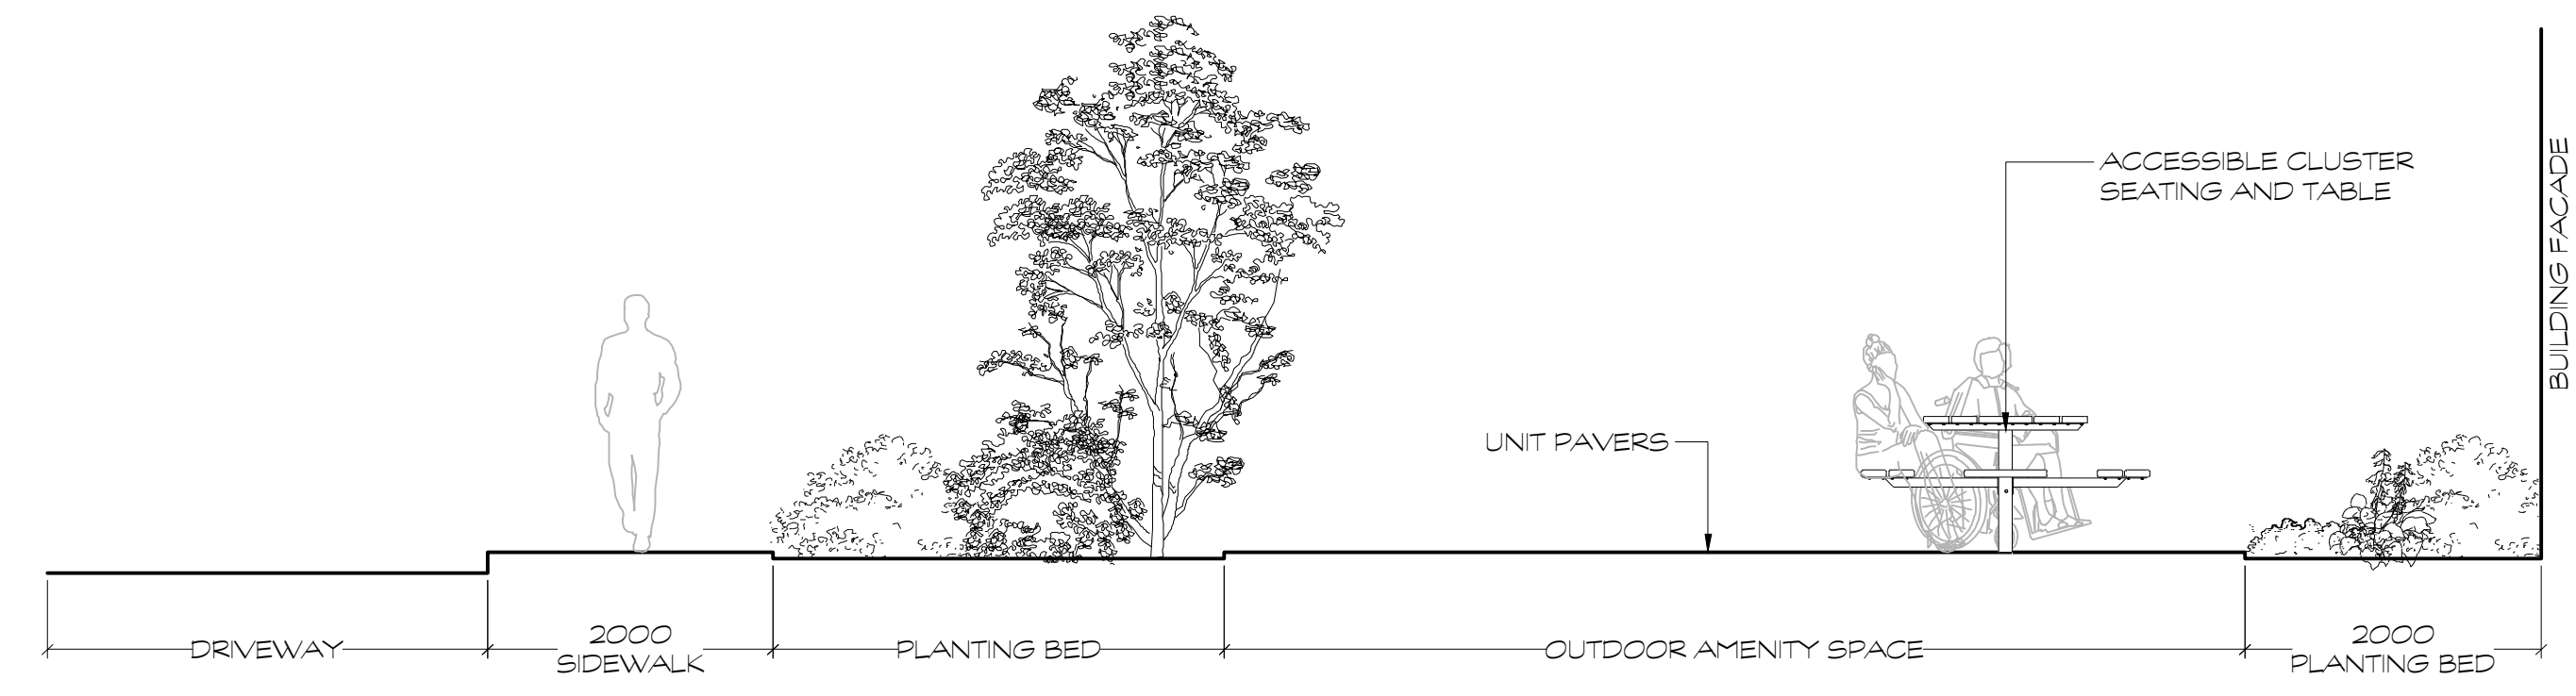 ACCESSIBLE CLUSTER
SEATING AND TABLE
BUILDING FACADE
UNIT PAVERS
DRIVEWAY
2000
SIDEWALK
PLANTING BED
OUTDOOR AMENITY SPACE
2000
PLANTING BED